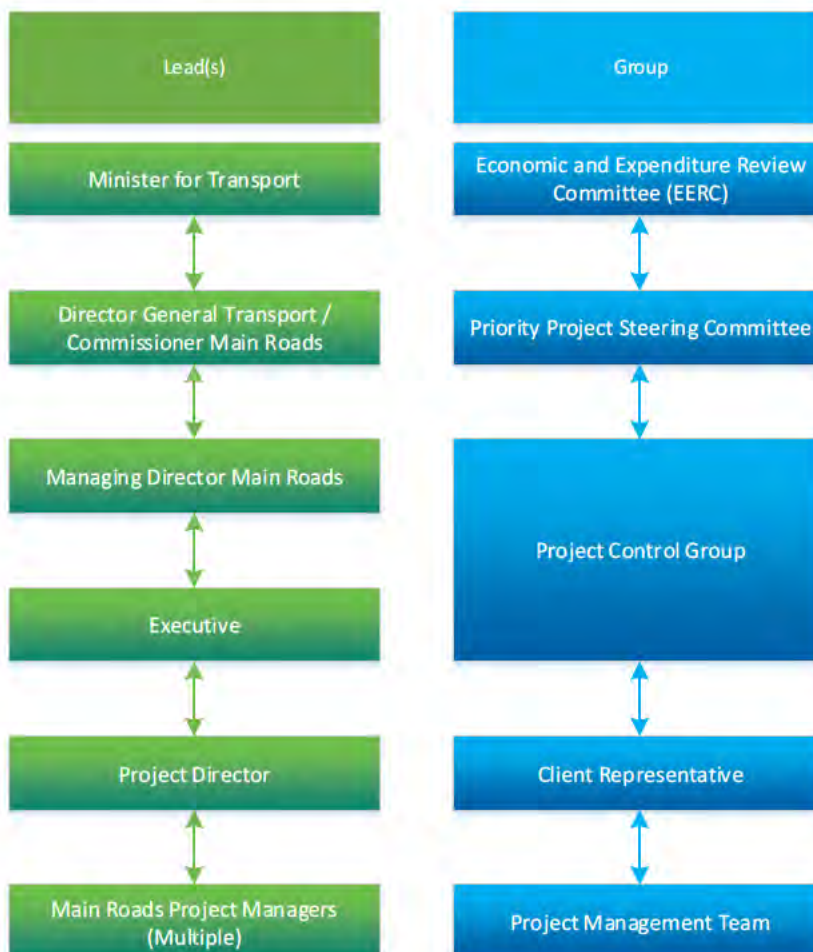 Lead(s)
Group
Minister for Transport
Economic and Expenditure Review
Committee (EERC)
Director General Transport /
Commissioner Main Roads
Priority Project Steering Committee
Managing Director Main Roads
Project Control Group
Executive
Project Director
Client Representative
Main Roads Project Managers
(Multiple)
Project Management Team